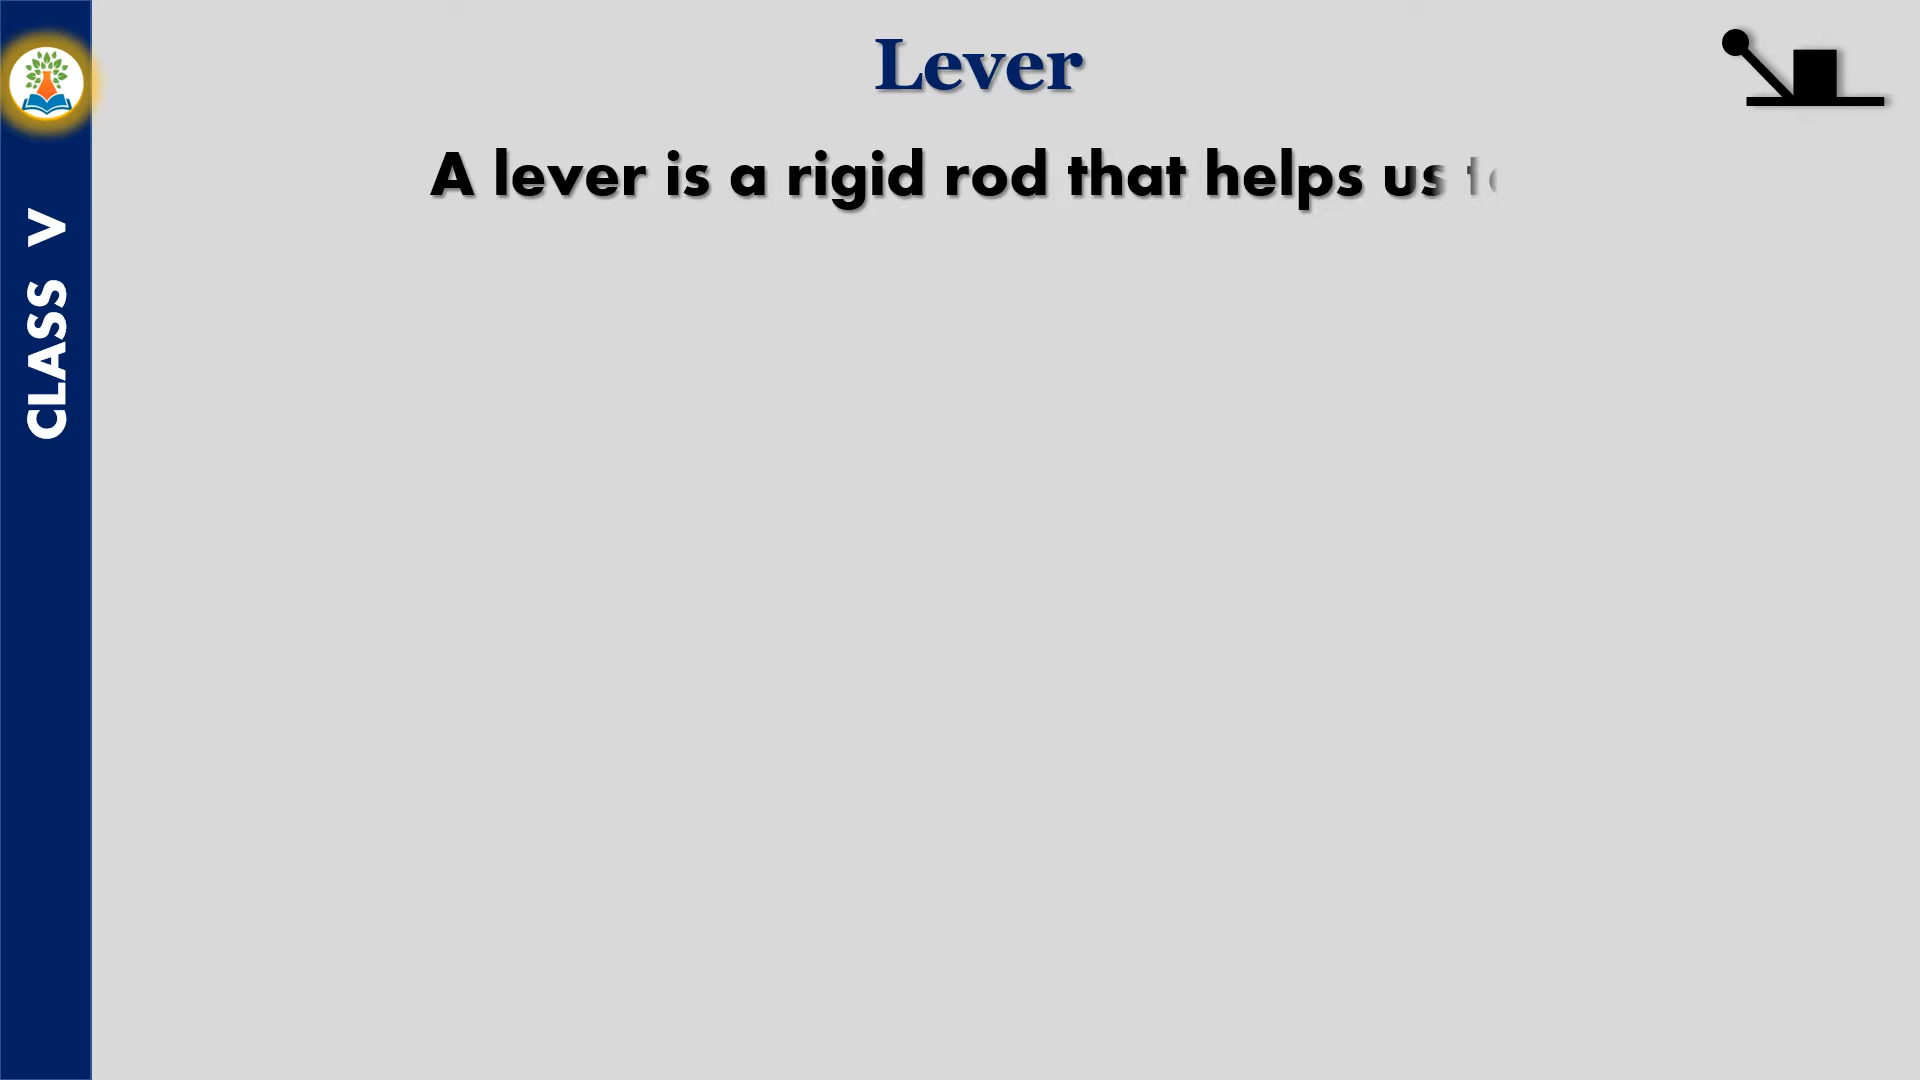 Lever
A lever is a rigid rod that helps us
CLASS V